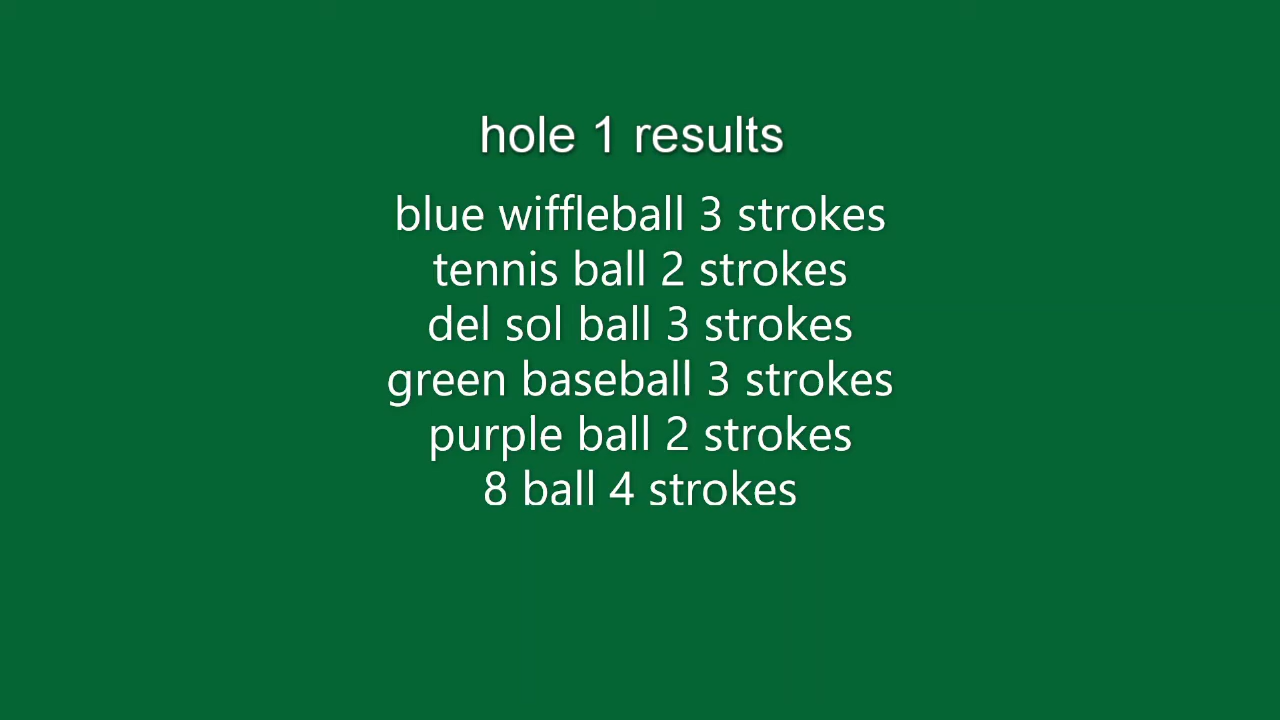 hole 1 results
blue wiffleball 3 strokes
tennis ball 2 strokes
del sol ball 3 strokes
green baseball 3 strokes
purple ball 2 strokes
8 ball 4 strokes